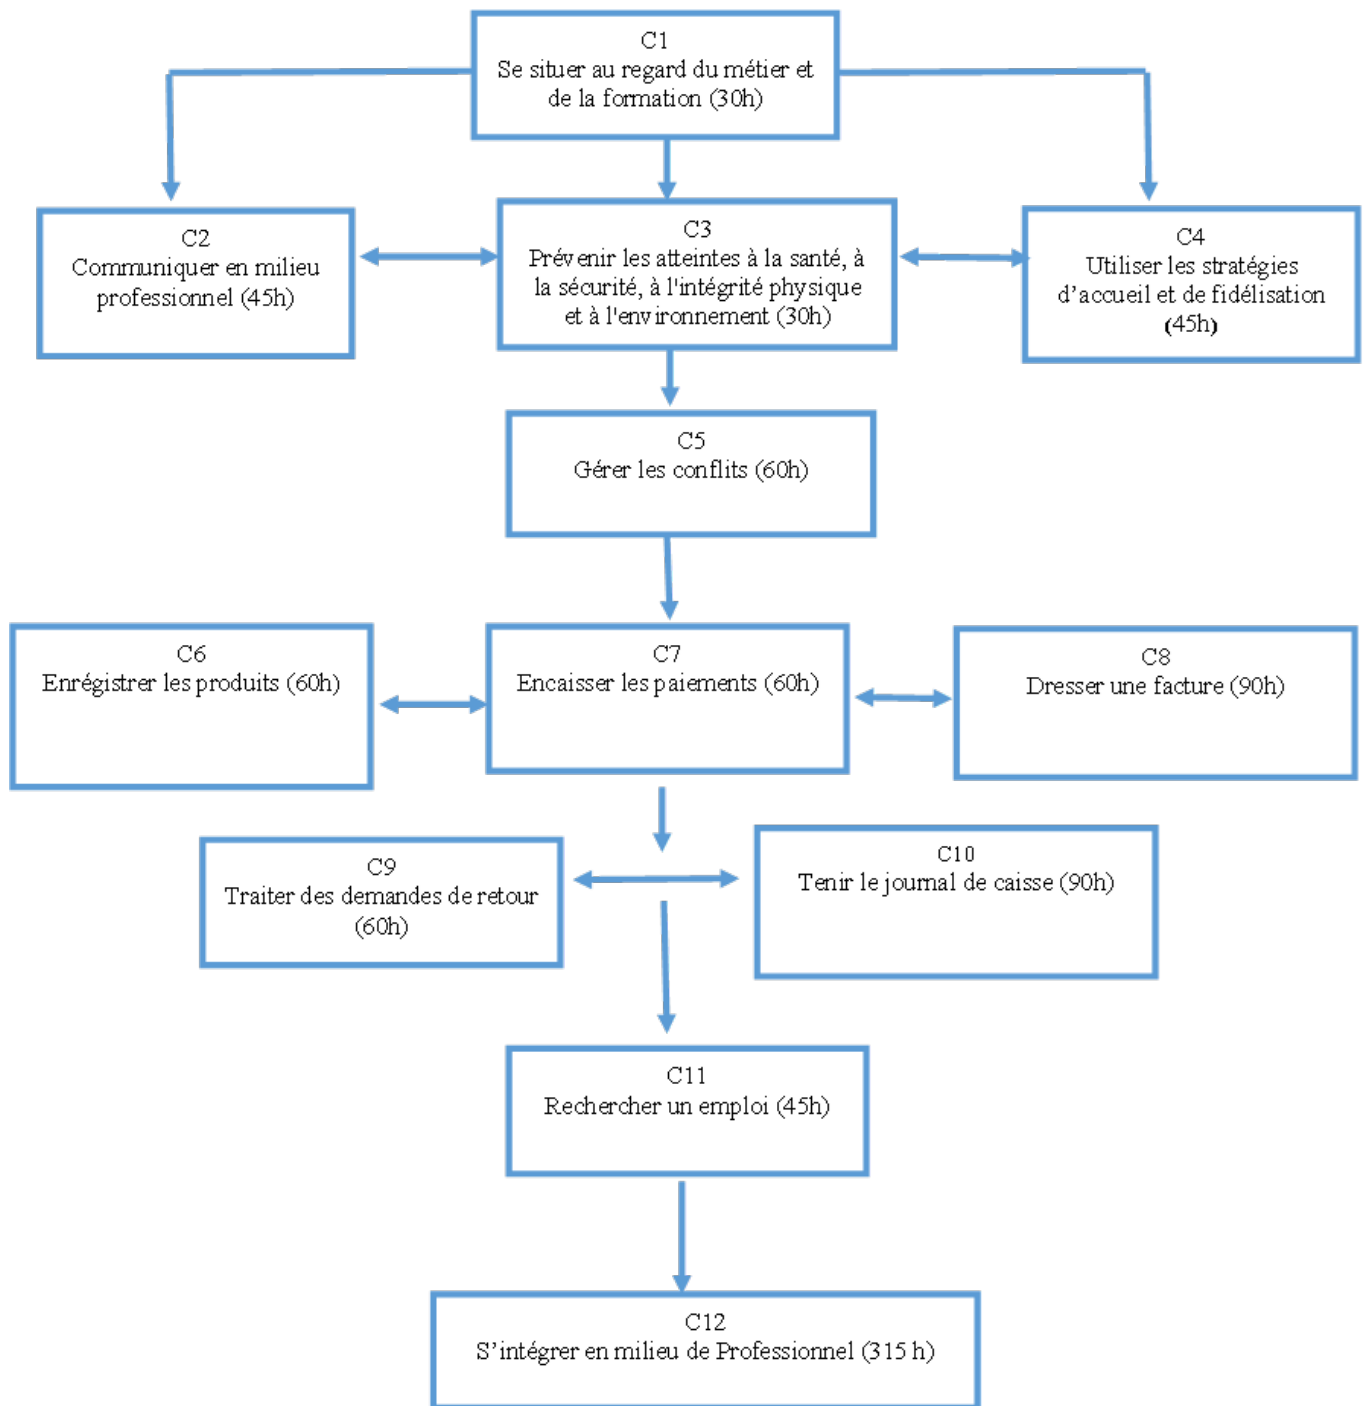 C1
Se situer au regard du métier et
de la formation (30h)
C2
Communiquer en milieu
professionnel (45h)
C3
Prévenir les atteintes à la santé, à
la sécurité, à l'intégrité physique
et à l'environnement (30h)
C4
Utiliser les stratégies
d’accueil et de fidélisation
(45h)
C5
Gérer les conflits (60h)
C6
Enrégistrer les produits (60h)
C7
Encaisser les paiements (60h)
C8
Dresser une facture (90h)
C9
Traiter des demandes de retour
(60h)
C10
Tenir le journal de caisse (90h)
C11
Rechercher un emploi (45h)
C12
S’intégrer en milieu de Professionnel (315 h)